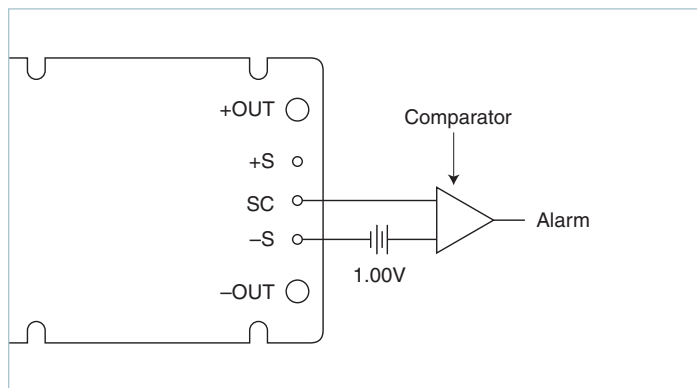 +OUT
Comparator
+S
SC
Alarm
–S
1.00V
–OUT